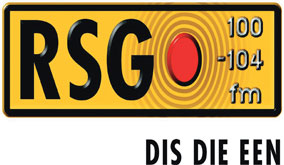 RSG
100
-104
fm
DIS DIE EEN